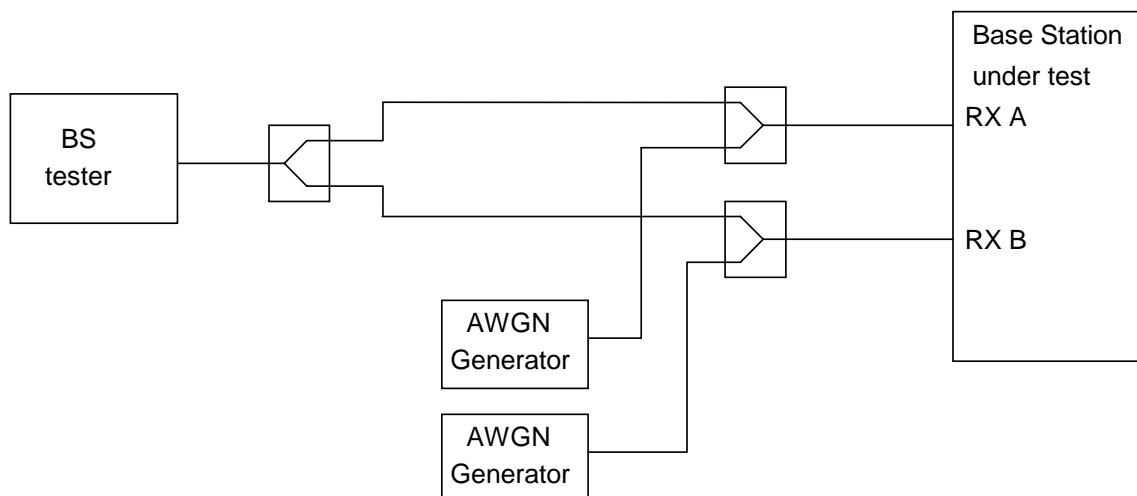 BS
tester
Base Station
under test
RX A
RX B
AWGN
Generator
AWGN
Generator